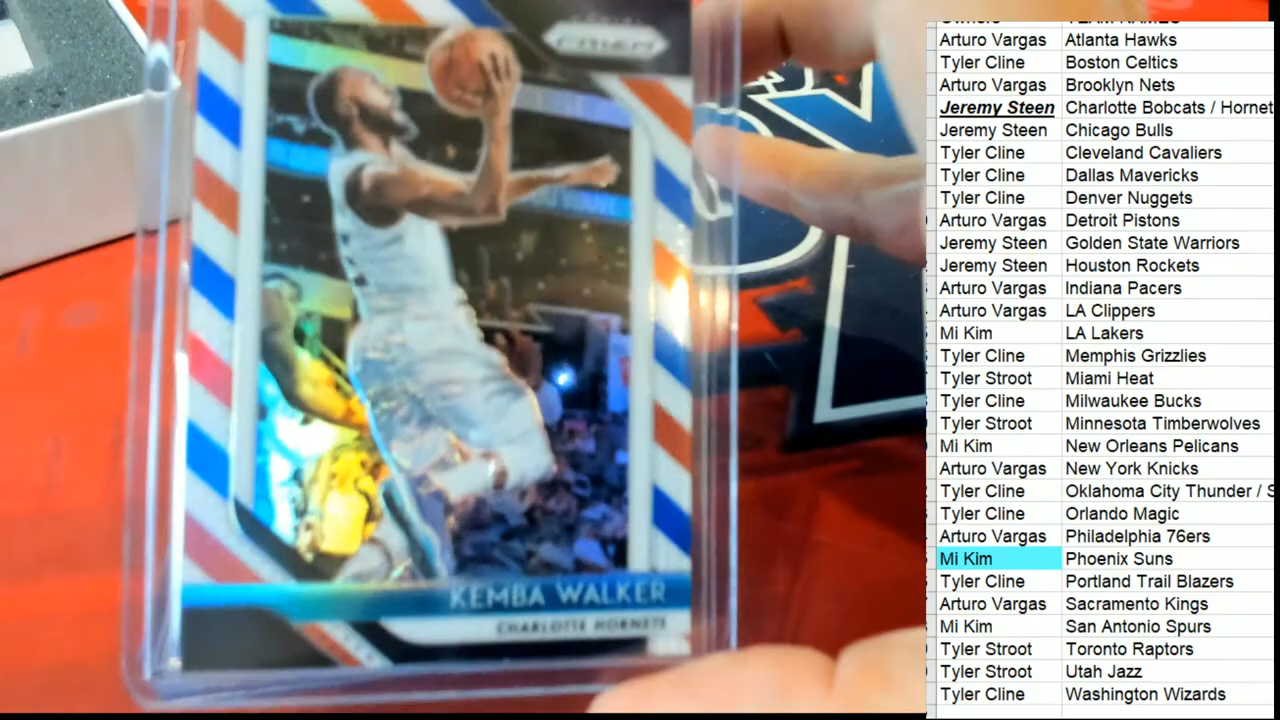 PRIZM
KEMBA WALKER
CHARLOTTE HORNETS
Owners TEAM NAMES
Arturo Vargas Atlanta Hawks
Tyler Cline Boston Celtics
Arturo Vargas Brooklyn Nets
Jeremy Steen Charlotte Bobcats / Hornet
Jeremy Steen Chicago Bulls
Tyler Cline Cleveland Cavaliers
Tyler Cline Dallas Mavericks
Tyler Cline Denver Nuggets
Arturo Vargas Detroit Pistons
Jeremy Steen Golden State Warriors
Jeremy Steen Houston Rockets
Arturo Vargas Indiana Pacers
Arturo Vargas LA Clippers
Mi Kim LA Lakers
Tyler Cline Memphis Grizzlies
Tyler Stroot Miami Heat
Tyler Cline Milwaukee Bucks
Tyler Stroot Minnesota Timberwolves
Mi Kim New Orleans Pelicans
Arturo Vargas New York Knicks
Tyler Cline Oklahoma City Thunder / S
Tyler Cline Orlando Magic
Arturo Vargas Philadelphia 76ers
Mi Kim Phoenix Suns
Tyler Cline Portland Trail Blazers
Arturo Vargas Sacramento Kings
Mi Kim San Antonio Spurs
Tyler Stroot Toronto Raptors
Tyler Stroot Utah Jazz
Tyler Cline Washington Wizards